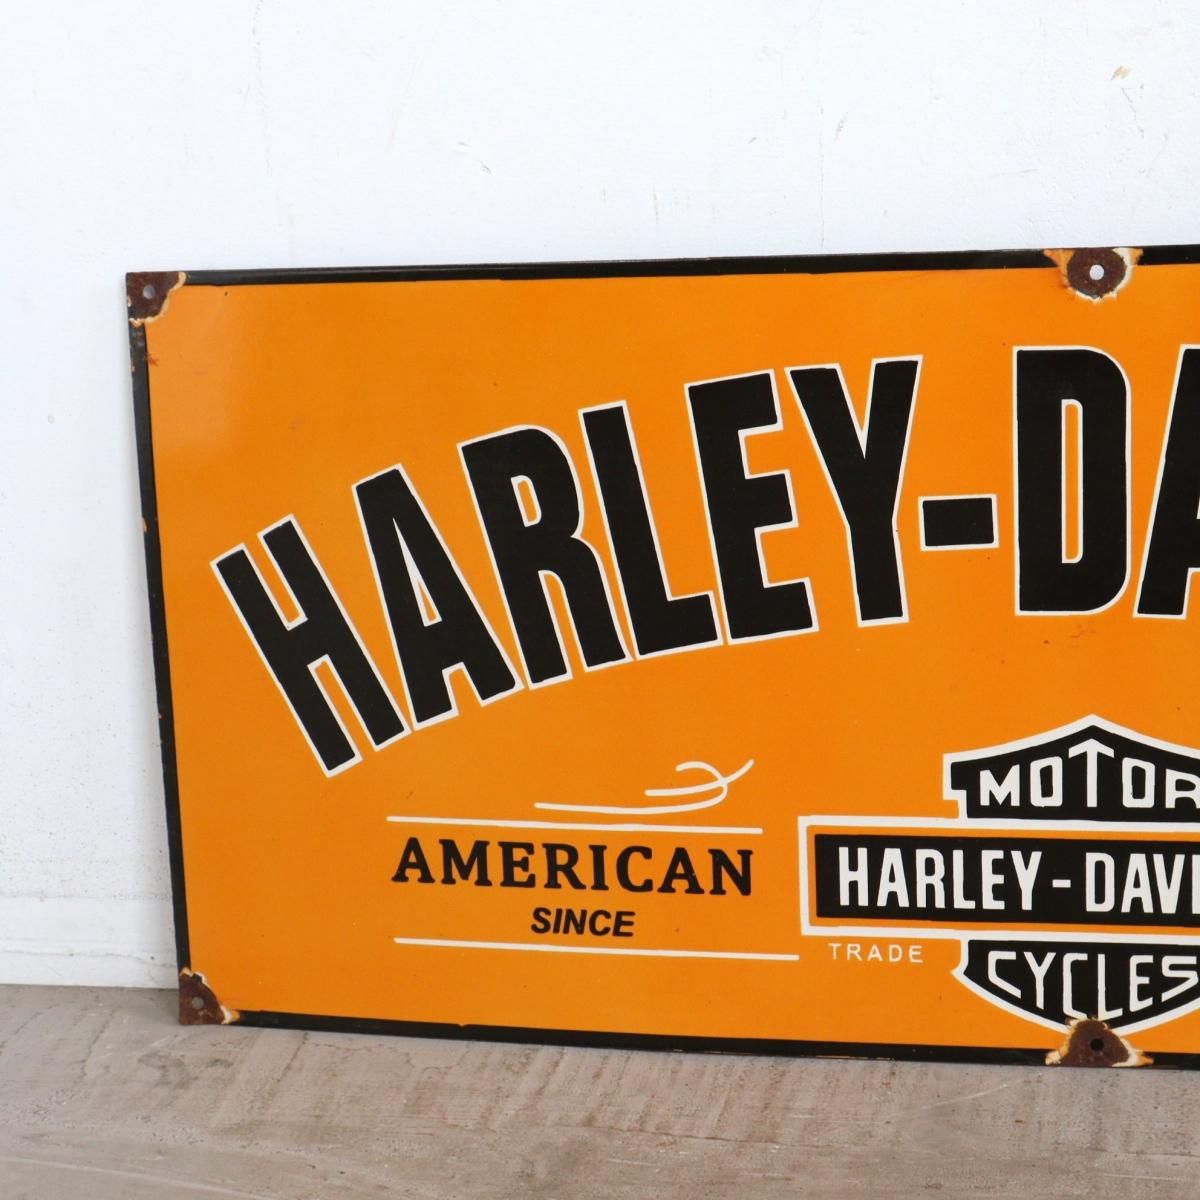 HARLEY-DA
AMERICAN
SINCE
MOTOR
HARLEY-DAV
TRADE
CYCLES